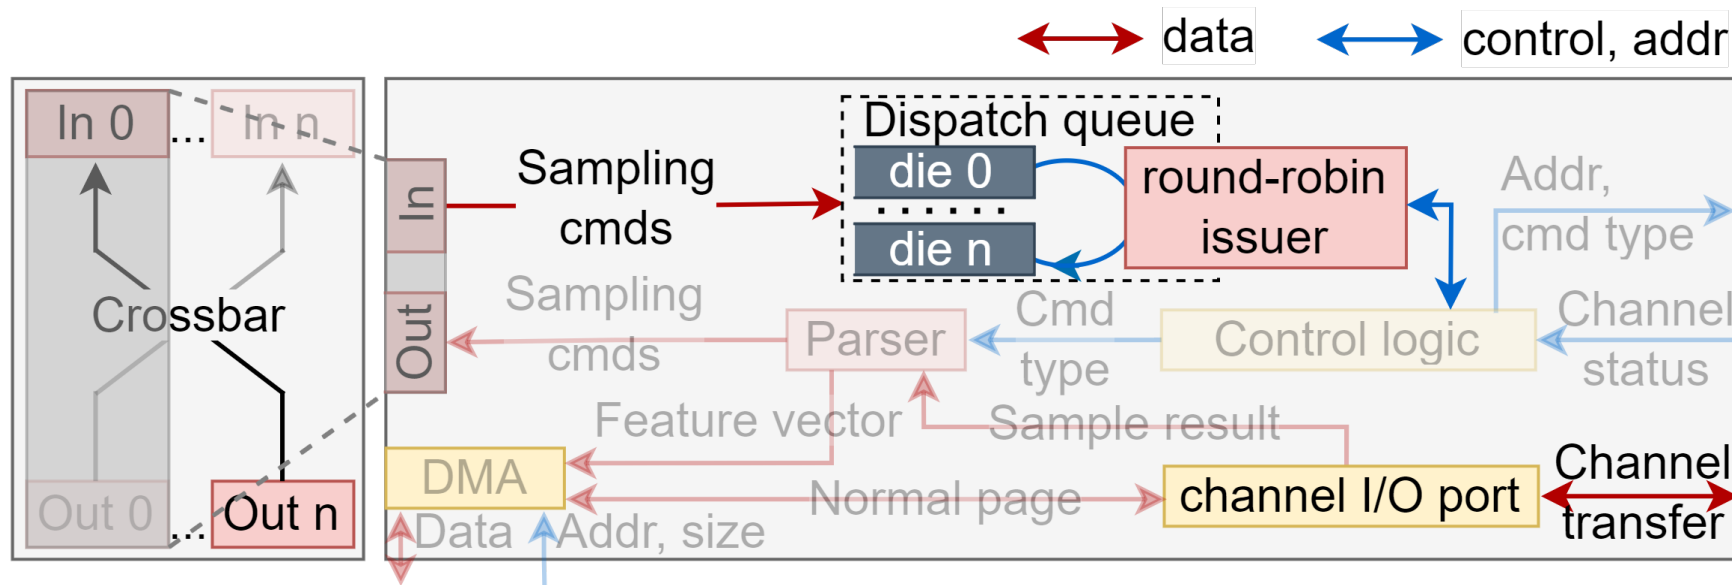 data
control, addr
In 0
...
In n
Crossbar
Out 0
...
Out n
In
Out
Sampling
cmds
Dispatch queue
die 0
. . . . . .
die n
round-robin
issuer
Addr,
cmd type
Sampling
cmds
Parser
Cmd
type
Control logic
Channel
status
Feature vector
Sample result
DMA
Normal page
channel I/O port
Channel
transfer
Data
Addr, size